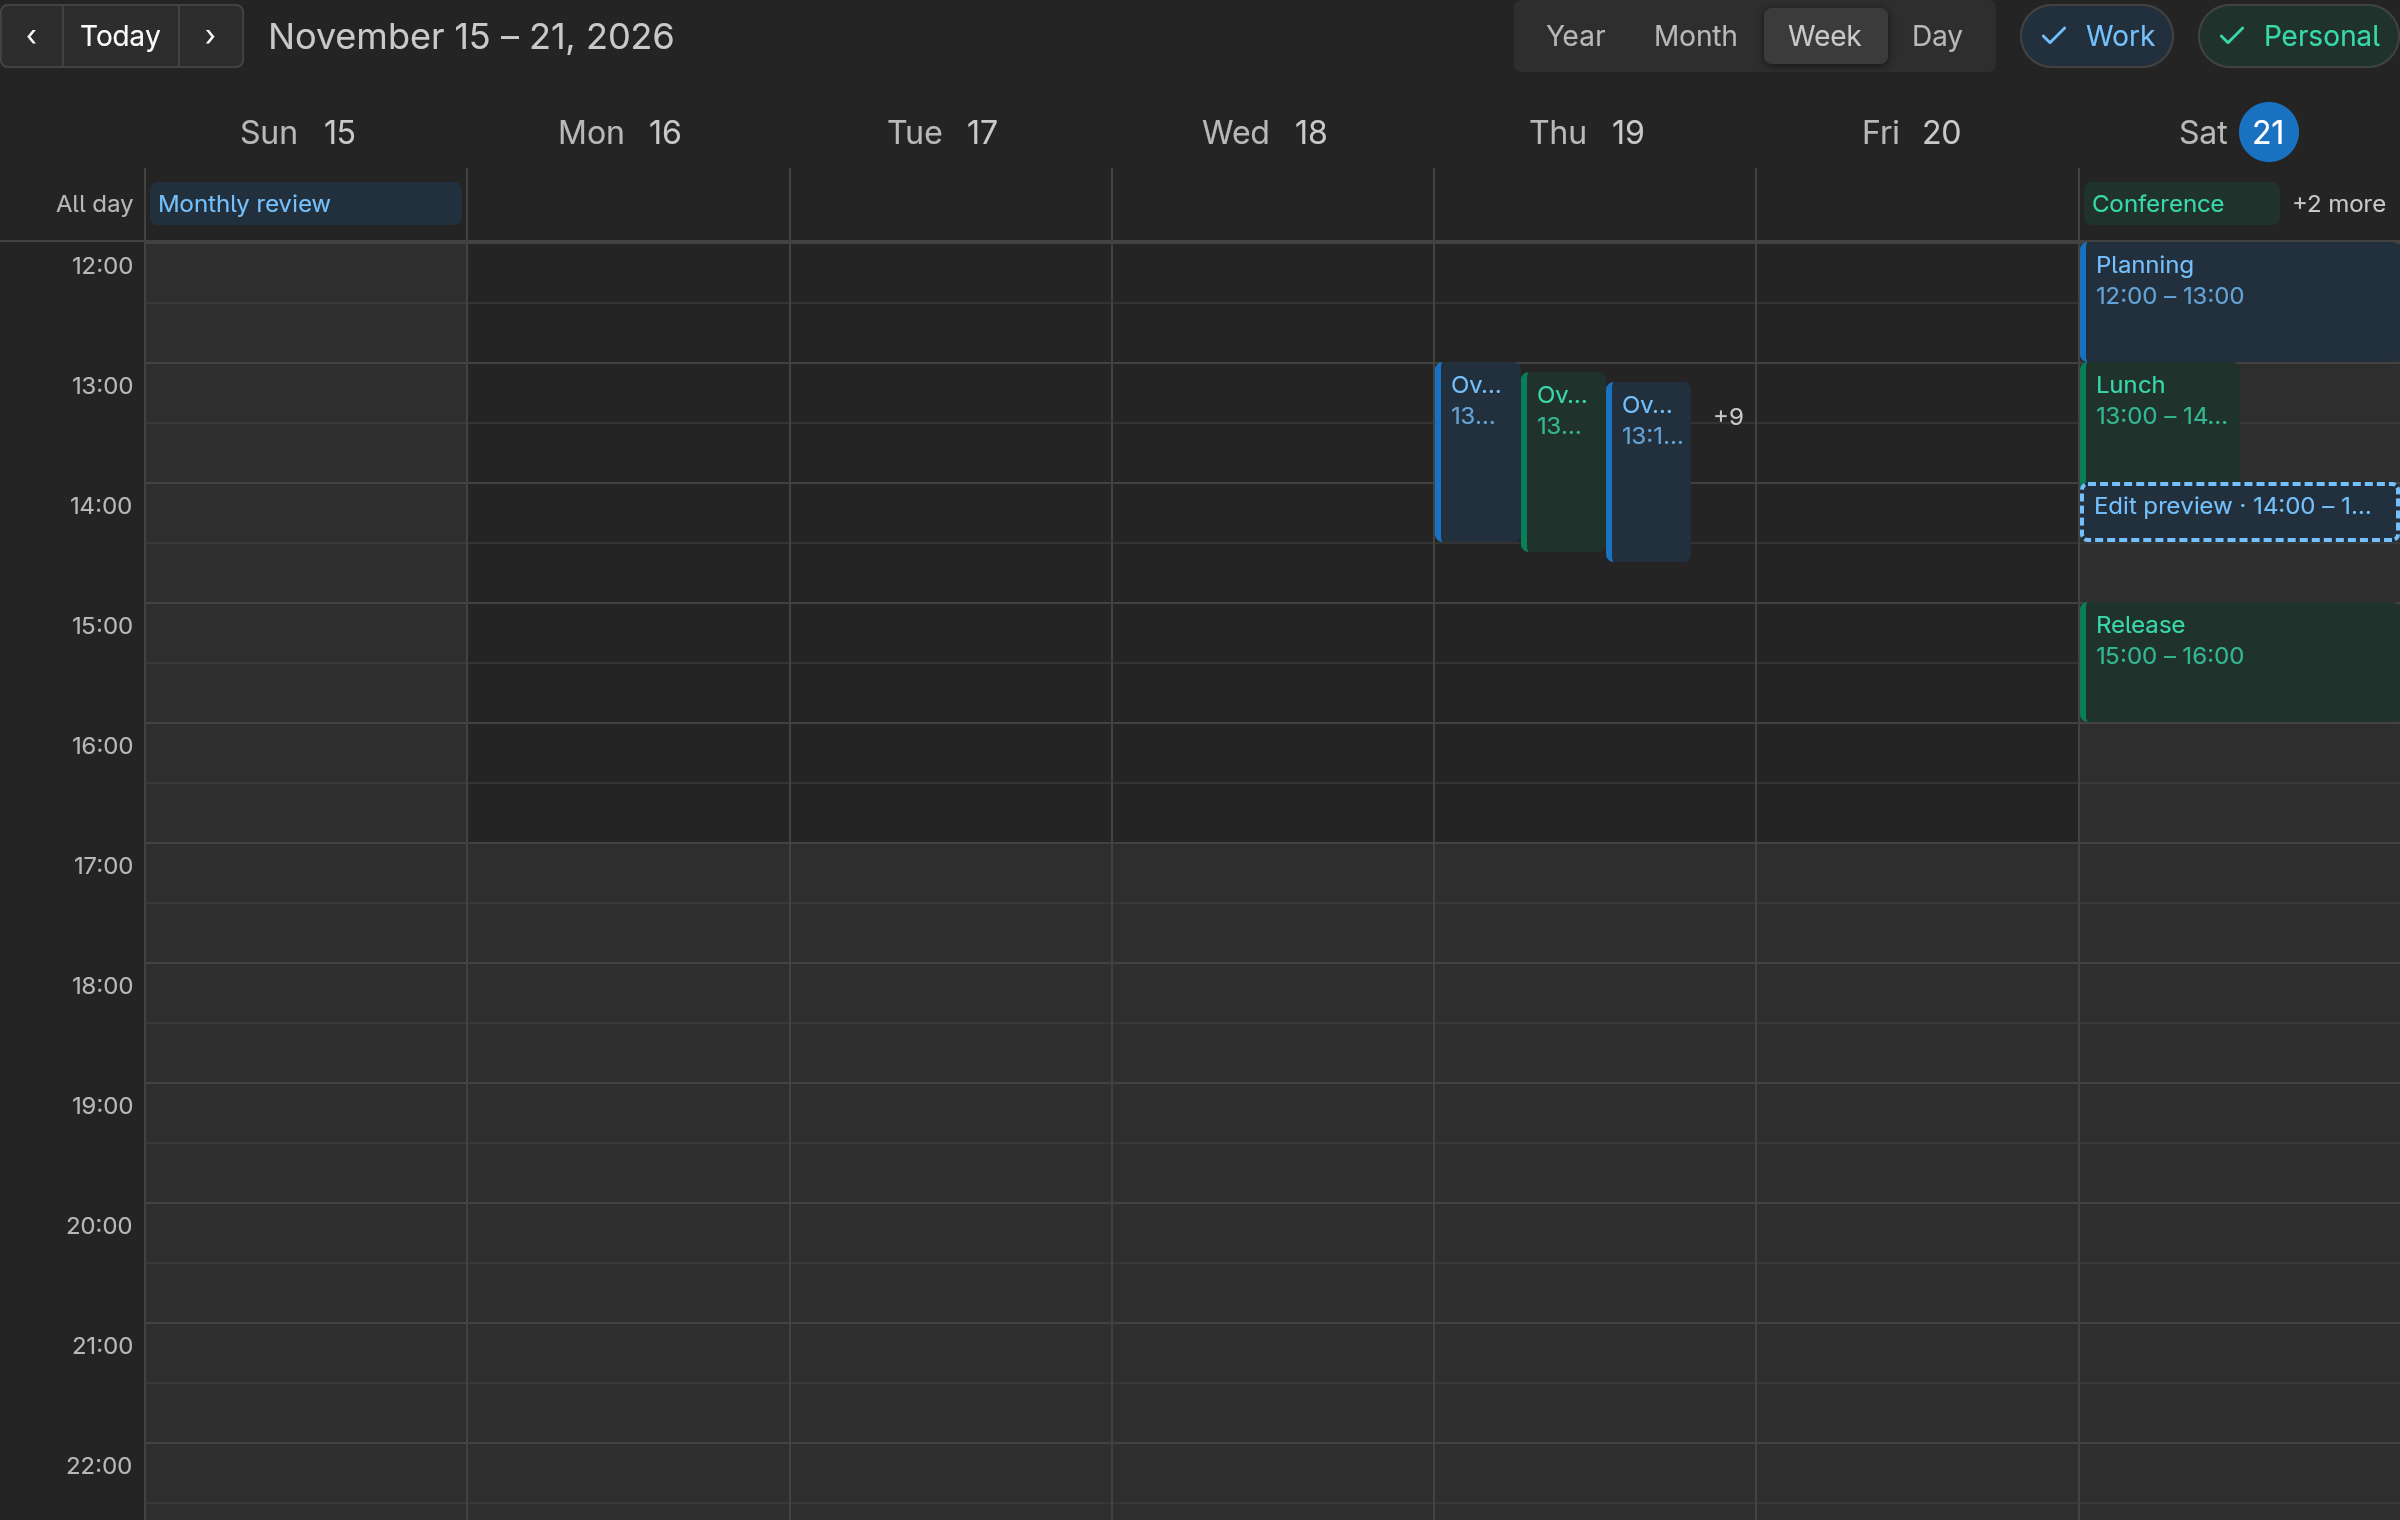 ‹ Today › November 15 – 21, 2026 Year Month Week Day Work Personal
Sun 15 Mon 16 Tue 17 Wed 18 Thu 19 Fri 20 Sat 21
All day Monthly review Conference +2 more
12:00
Planning
12:00 – 13:00
13:00
Ov...
13...
Ov...
13...
Ov...
13:1...
+9
Lunch
13:00 – 14...
14:00
Edit preview · 14:00 – 1...
15:00
Release
15:00 – 16:00
16:00
17:00
18:00
19:00
20:00
21:00
22:00